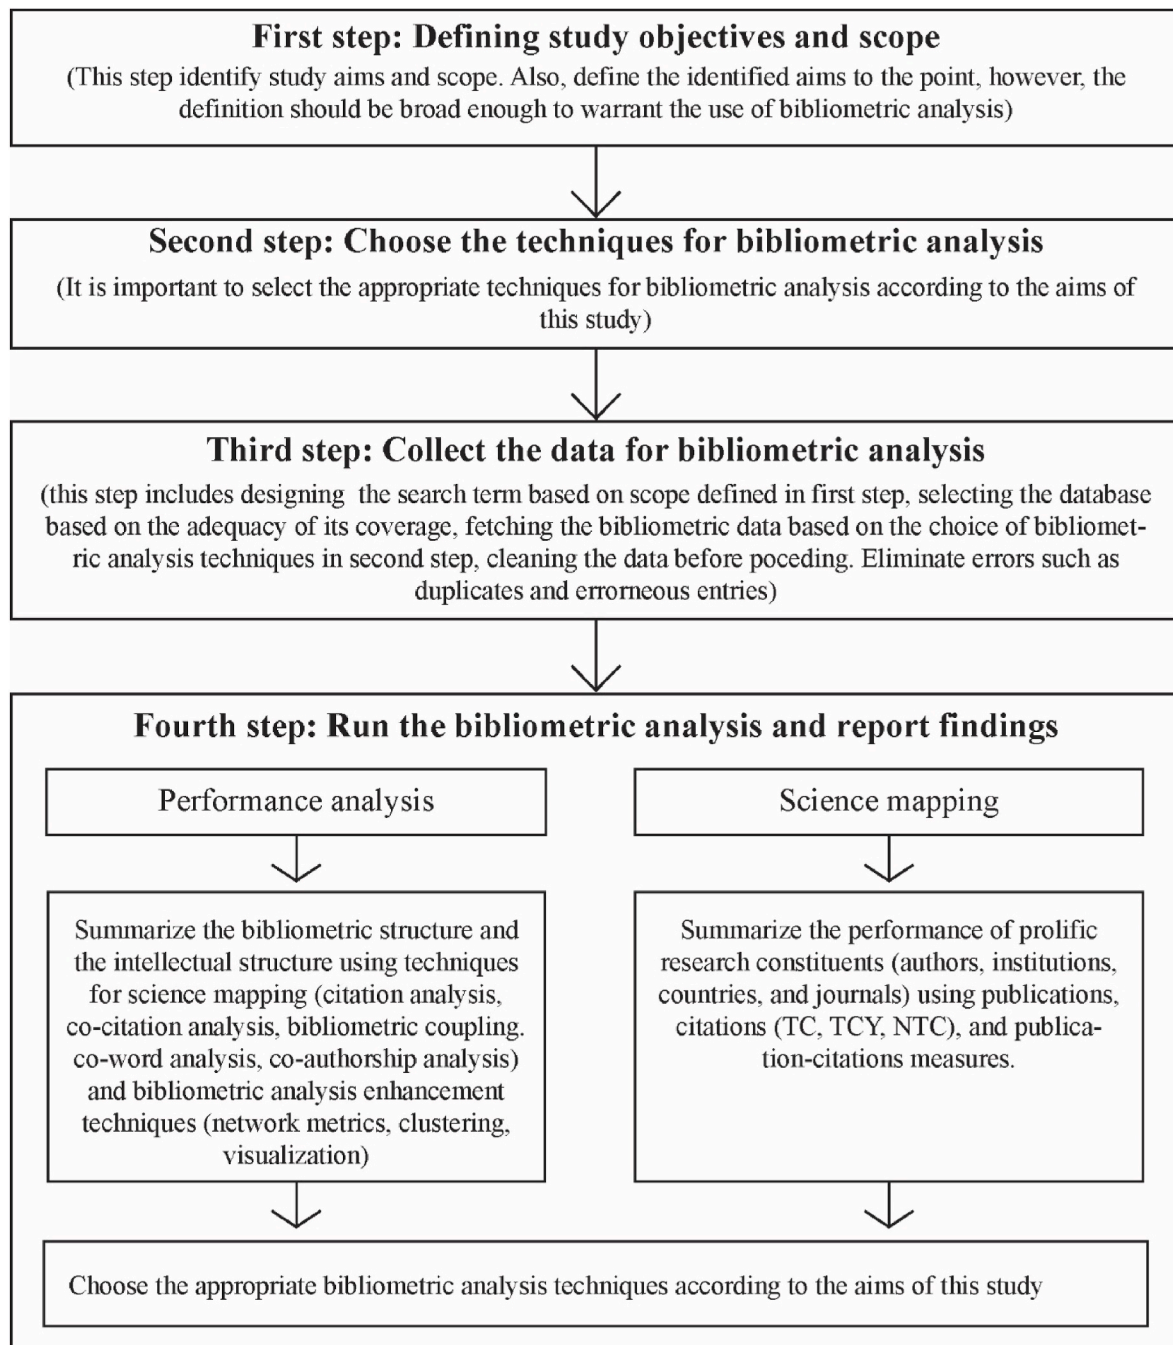 First step: Defining study objectives and scope
(This step identify study aims and scope. Also, define the identified aims to the point, however, the
definition should be broad enough to warrant the use of bibliometric analysis)
Second step: Choose the techniques for bibliometric analysis
(It is important to select the appropriate techniques for bibliometric analysis according to the aims of
this study)
Third step: Collect the data for bibliometric analysis
(this step includes designing the search term based on scope defined in first step, selecting the database
based on the adequacy of its coverage, fetching the bibliometric data based on the choice of bibliomet-
ric analysis techniques in second step, cleaning the data before poceding. Eliminate errors such as
duplicates and errorneous entries)
Fourth step: Run the bibliometric analysis and report findings
Performance analysis
Summarize the bibliometric structure and
the intellectual structure using techniques
for science mapping (citation analysis,
co-citation analysis, bibliometric coupling.
co-word analysis, co-authorship analysis)
and bibliometric analysis enhancement
techniques (network metrics, clustering,
visualization)
Science mapping
Summarize the performance of prolific
research constituents (authors, institutions,
countries, and journals) using publications,
citations (TC, TCY, NTC), and publica-
tion-citations measures.
Choose the appropriate bibliometric analysis techniques according to the aims of this study